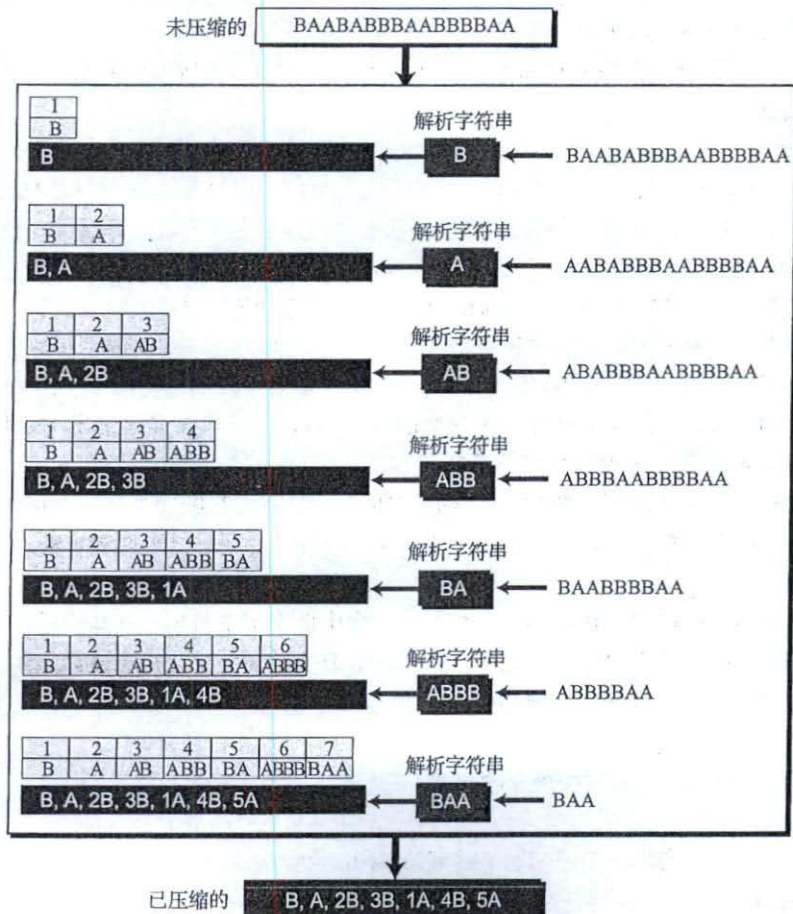 未压缩的 BAABABBBAABBBBAA
1
B
解析字符串
B B BAABABBBAABBBBAA
1 2
B A
解析字符串
B, A A AABABBBAABBBBAA
1 2 3
B A AB
解析字符串
B, A, 2B AB ABABBBAABBBBAA
1 2 3 4
B A AB ABB
解析字符串
B, A, 2B, 3B ABB ABBBAABBBBAA
1 2 3 4 5
B A AB ABB BA
解析字符串
B, A, 2B, 3B, 1A BA BAABBBBAA
1 2 3 4 5 6
B A AB ABB BA ABBB
解析字符串
B, A, 2B, 3B, 1A, 4B ABBB ABBBBAA
1 2 3 4 5 6 7
B A AB ABB BA ABBB BAA
解析字符串
B, A, 2B, 3B, 1A, 4B, 5A BAA BAA
已压缩的 B, A, 2B, 3B, 1A, 4B, 5A